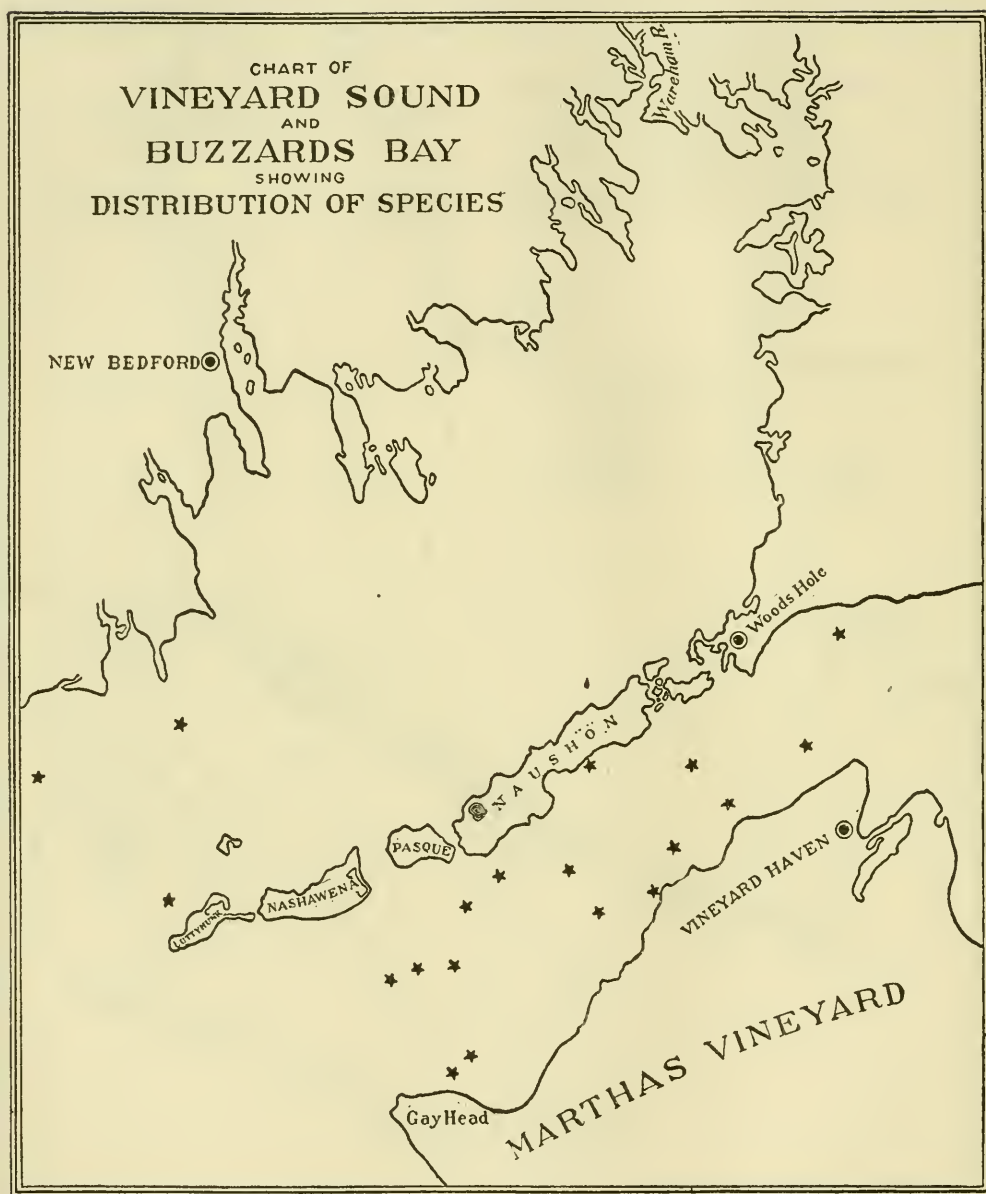 CHART OF
VINEYARD SOUND
AND
BUZZARDS BAY
SHOWING
DISTRIBUTION OF SPECIES
Wareham R.
NEW BEDFORD
Woods Hole
NAUSHON
PASQUE
NASHAWENA
CUTTYHUNK
VINEYARD HAVEN
MARTHAS VINEYARD
Gay Head